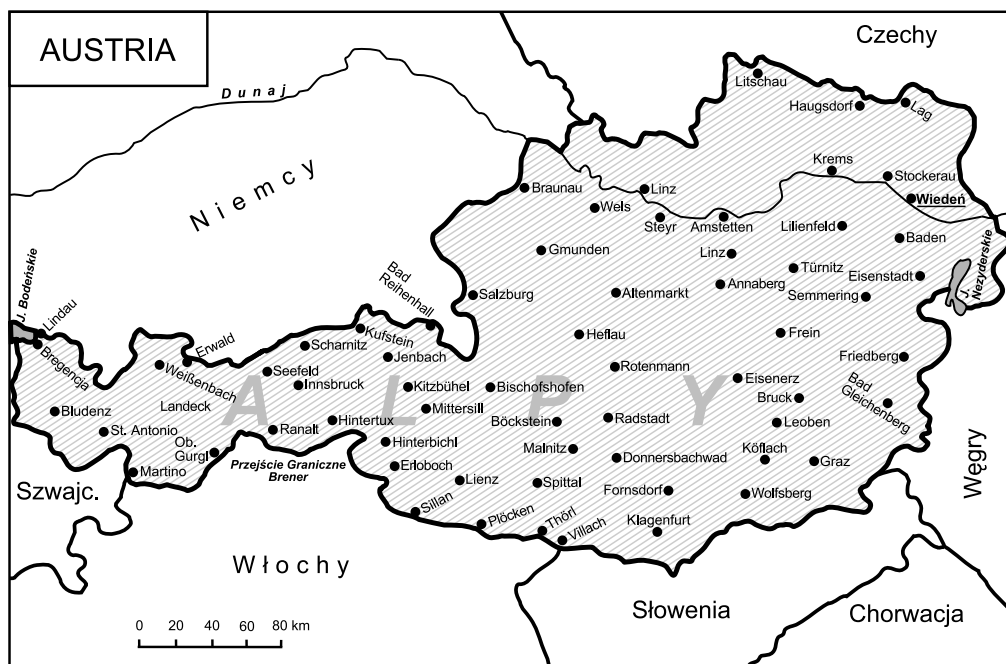 AUSTRIA
Czechy
Litschau
Haugsdorf
Lag
Dunaj
Krems
Stockerau
Niemcy
Braunau
Linz
Wiedeń
Wels
Steyr
Amstetten
Lilienfeld
Baden
J. Bodeńskie
Gmunden
Linz
Türnitz
Eisenstadt
J.
Nezyderskie
Bad
Reihenhall
Salzburg
Altenmarkt
Annaberg
Semmering
Lindau
Kufstein
Heflau
Frein
Bregencja
Erwald
Scharnitz
Jenbach
Friedberg
Weißenbach
Seefeld
Rotenmann
Innsbruck
Kitzbühel
Bischofshofen
Eisenerz
Bad
Gleichenberg
ALPY
Landeck
Bruck
Bludenz
Mittersill
St. Antonio
Ranalt
Hintertux
Böckstein
Radstadt
Leoben
Ob.
Gurgl
Hinterbichl
Malnitz
Donnersbachwad
Köflach
Graz
Węgry
Martino
Przejście Graniczne
Brener
Erloboch
Szwajc.
Lienz
Spittal
Fornsdorf
Wolfsberg
Sillan
Plöcken
Thörl
Villach
Klagenfurt
Włochy
Słowenia
Chorwacja
0 20 40 60 80 km